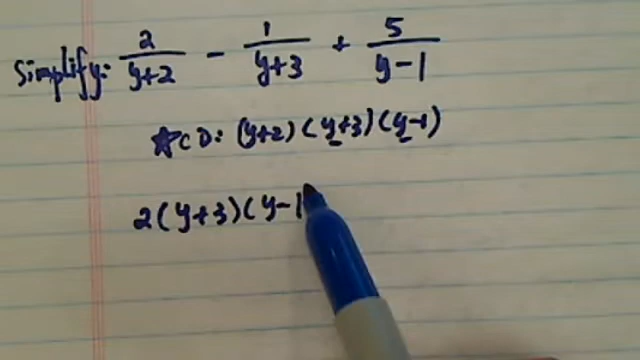 Simplify: 2/(y+2) - 1/(y+3) + 5/(y-1)
★CD: (y+2)(y+3)(y-1)
2(y+3)(y-1